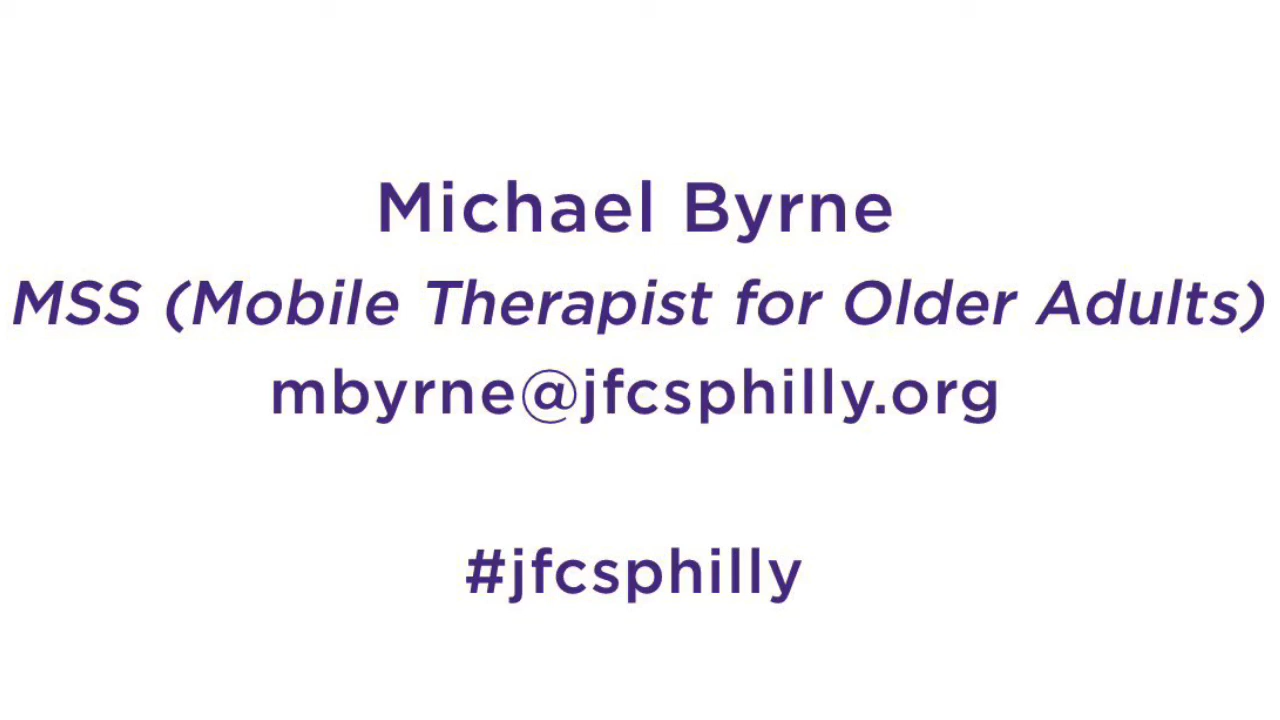 Michael Byrne
MSS (Mobile Therapist for Older Adults)
mbyrne@jfcsphilly.org
#jfcsphilly